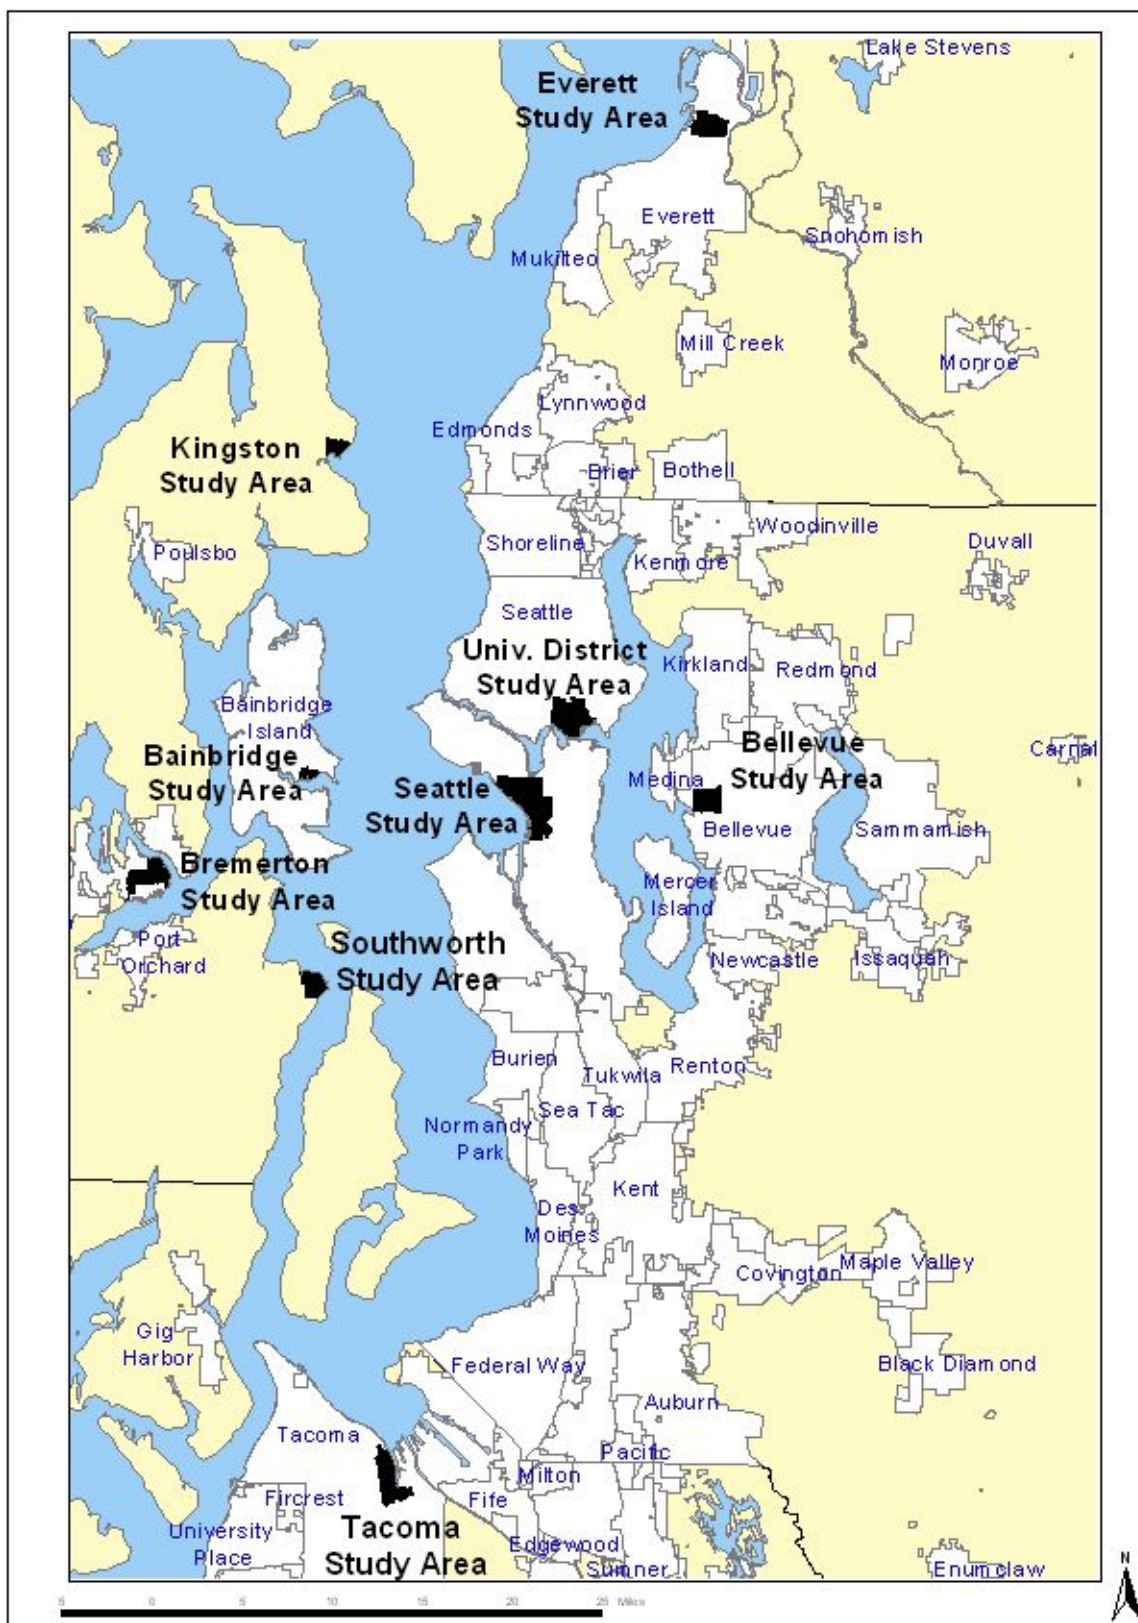 Lake Stevens
Everett
Study Area
Everett
Snohomish
Mukilteo
Mill Creek
Monroe
Lynnwood
Edmonds
Kingston
Study Area
Brier
Bothell
Woodinville
Shoreline
Duvall
Poulsbo
Kenmore
Seattle
Univ. District
Study Area
Kirkland
Redmond
Bainbridge
Island
Bellevue
Study Area
Carnat
Bainbridge
Study Area
Medina
Seattle
Study Area
Bellevue
Sammamish
Bremerton
Study Area
Mercer
Island
Port
Orchard
Southworth
Study Area
Newcastle
Issaquah
Burien
Tukwila
Renton
Sea Tac
Normandy
Park
Kent
Des
Moines
Covington
Maple Valley
Gig
Harbor
Federal Way
Black Diamond
Auburn
Tacoma
Pacific
Milton
Fircrest
Fife
University
Place
Tacoma
Study Area
Edgewood
Sumner
Enumclaw
N
5 0 5 10 15 20 25 Miles